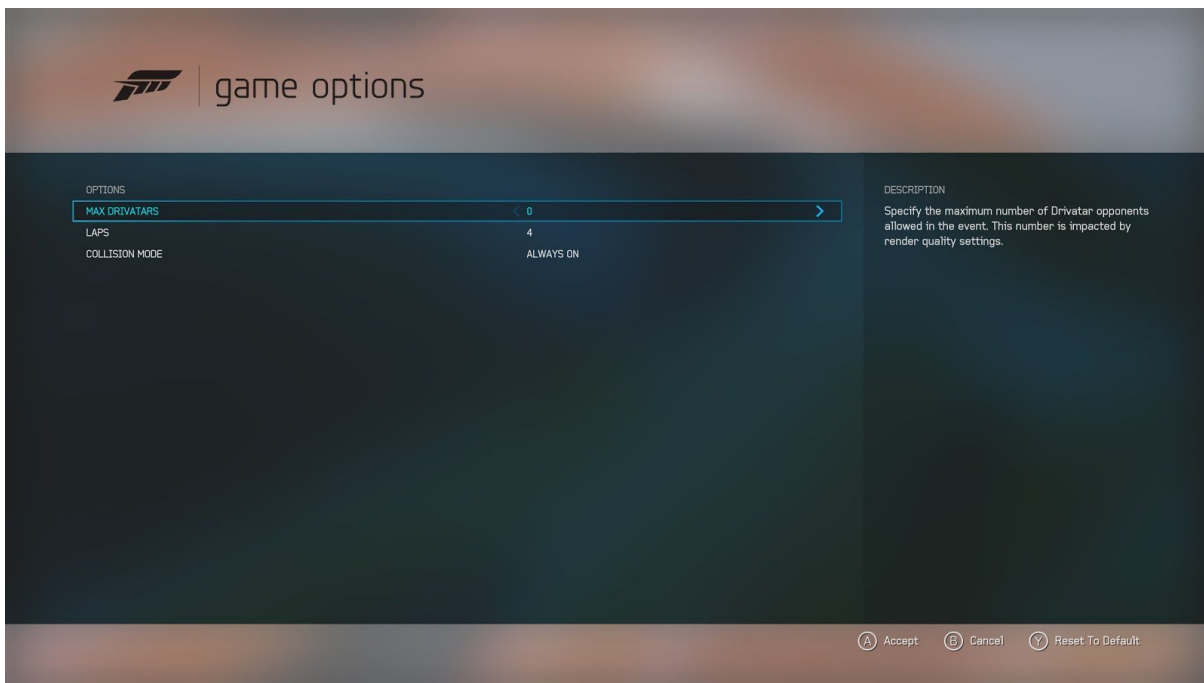 game options
OPTIONS
MAX DRIVATARS 0
LAPS 4
COLLISION MODE ALWAYS ON
DESCRIPTION
Specify the maximum number of Drivatar opponents
allowed in the event. This number is impacted by
render quality settings.
A Accept B Cancel Y Reset To Default